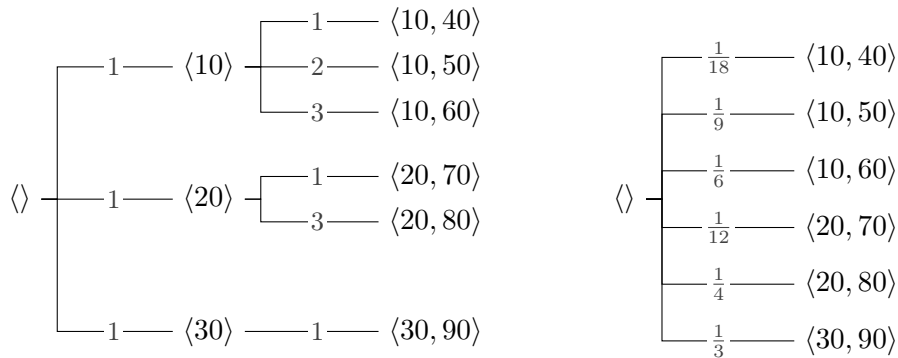 1 ⟨10, 40⟩
1 ⟨10⟩ 2 ⟨10, 50⟩
3 ⟨10, 60⟩
⟨⟩ 1 ⟨20⟩ 1 ⟨20, 70⟩
3 ⟨20, 80⟩
1 ⟨30⟩ 1 ⟨30, 90⟩
1/18 ⟨10, 40⟩
1/9 ⟨10, 50⟩
1/6 ⟨10, 60⟩
⟨⟩
1/12 ⟨20, 70⟩
1/4 ⟨20, 80⟩
1/3 ⟨30, 90⟩